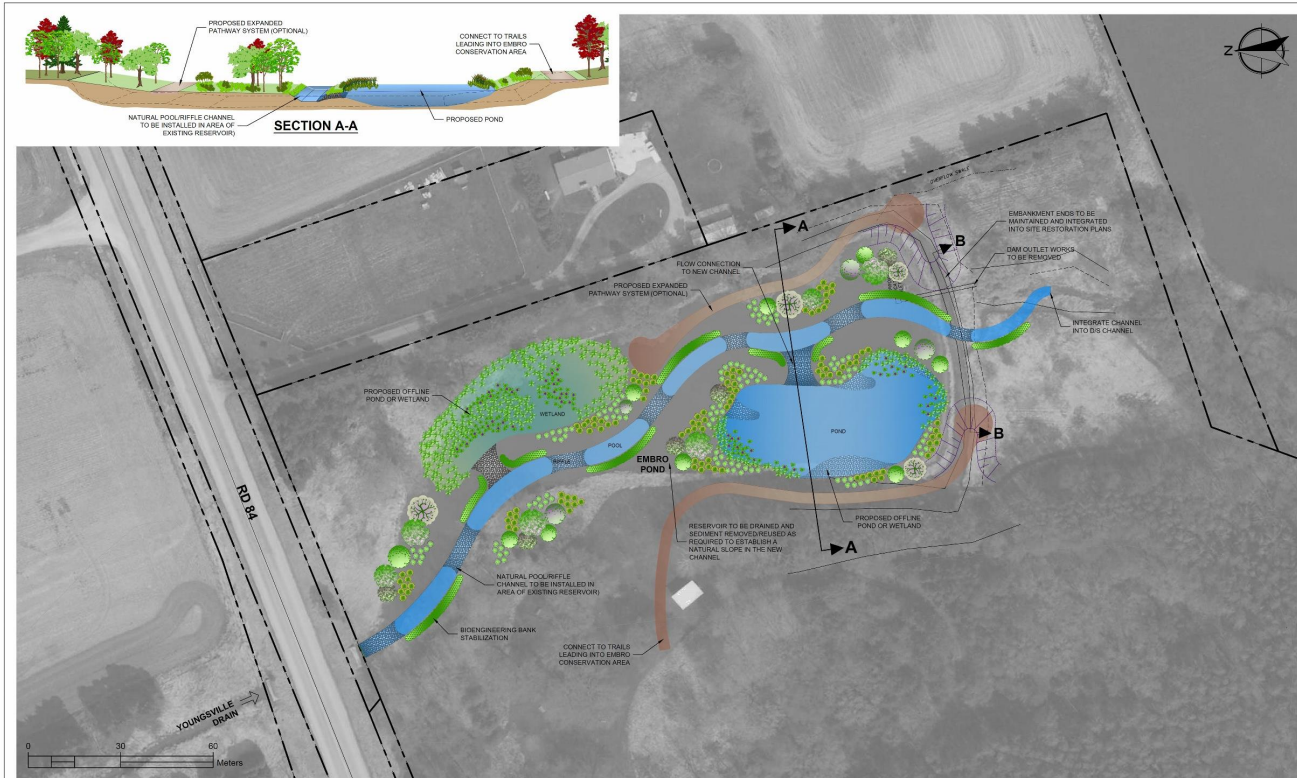 PROPOSED EXPANDED
PATHWAY SYSTEM (OPTIONAL)
CONNECT TO TRAILS
LEADING INTO EMBRO
CONSERVATION AREA
NATURAL POOL/RIFFLE CHANNEL
TO BE INSTALLED IN AREA OF
EXISTING RESERVOIR)
SECTION A-A
PROPOSED POND
Z
OVERFLOW SWALE
A
EMBANKMENT ENDS TO BE
MAINTAINED AND INTEGRATED
INTO SITE RESTORATION PLANS
B
DAM OUTLET WORKS
TO BE REMOVED
FLOW CONNECTION
TO NEW CHANNEL
PROPOSED EXPANDED
PATHWAY SYSTEM (OPTIONAL)
INTEGRATE CHANNEL
INTO D/S CHANNEL
PROPOSED OFFLINE
POND OR WETLAND
WETLAND
POOL
POND
B
RIFFLE
EMBRO
POND
RD 84
RESERVOIR TO BE DRAINED AND
SEDIMENT REMOVED/REUSED AS
REQUIRED TO ESTABLISH A
NATURAL SLOPE IN THE NEW
CHANNEL
PROPOSED OFFLINE
POND OR WETLAND
A
NATURAL POOL/RIFFLE
CHANNEL TO BE INSTALLED IN
AREA OF EXISTING RESERVOIR)
BIOENGINEERING BANK
STABILIZATION
CONNECT TO TRAILS
LEADING INTO EMBRO
CONSERVATION AREA
YOUNGSVILLE
DRAIN
0 30 60
Meters